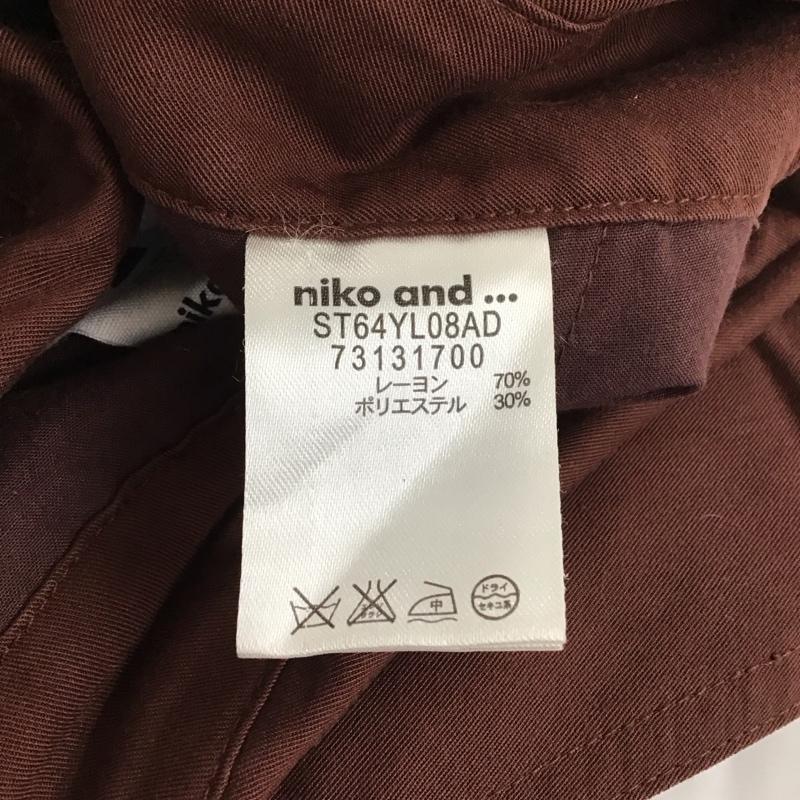 niko and ...
ST64YL08AD
73131700
レーヨン 70%
ポリエステル 30%
中
ドライ
セキユ系
niko